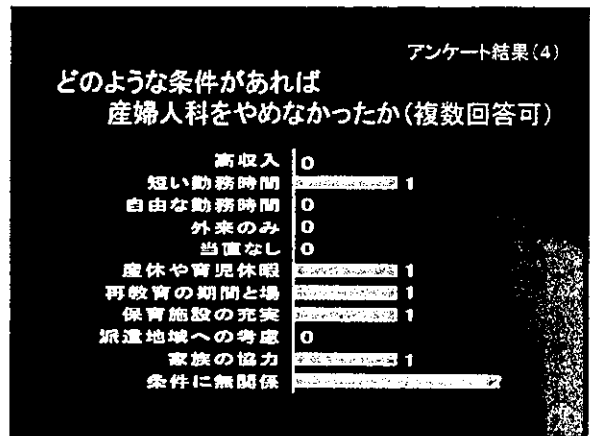 アンケート結果(4)
どのような条件があれば
産婦人科をやめなかったか(複数回答可)
高収入 0
短い勤務時間 1
自由な勤務時間 0
外来のみ 0
当直なし 0
産休や育児休暇 1
再教育の期間と場 1
保育施設の充実 1
派遣地域への考慮 0
家族の協力 1
条件に無関係 2